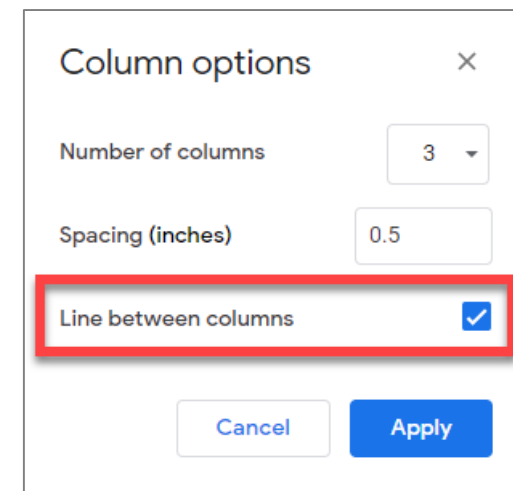 Column options
Number of columns 3
Spacing (inches) 0.5
Line between columns
Cancel Apply